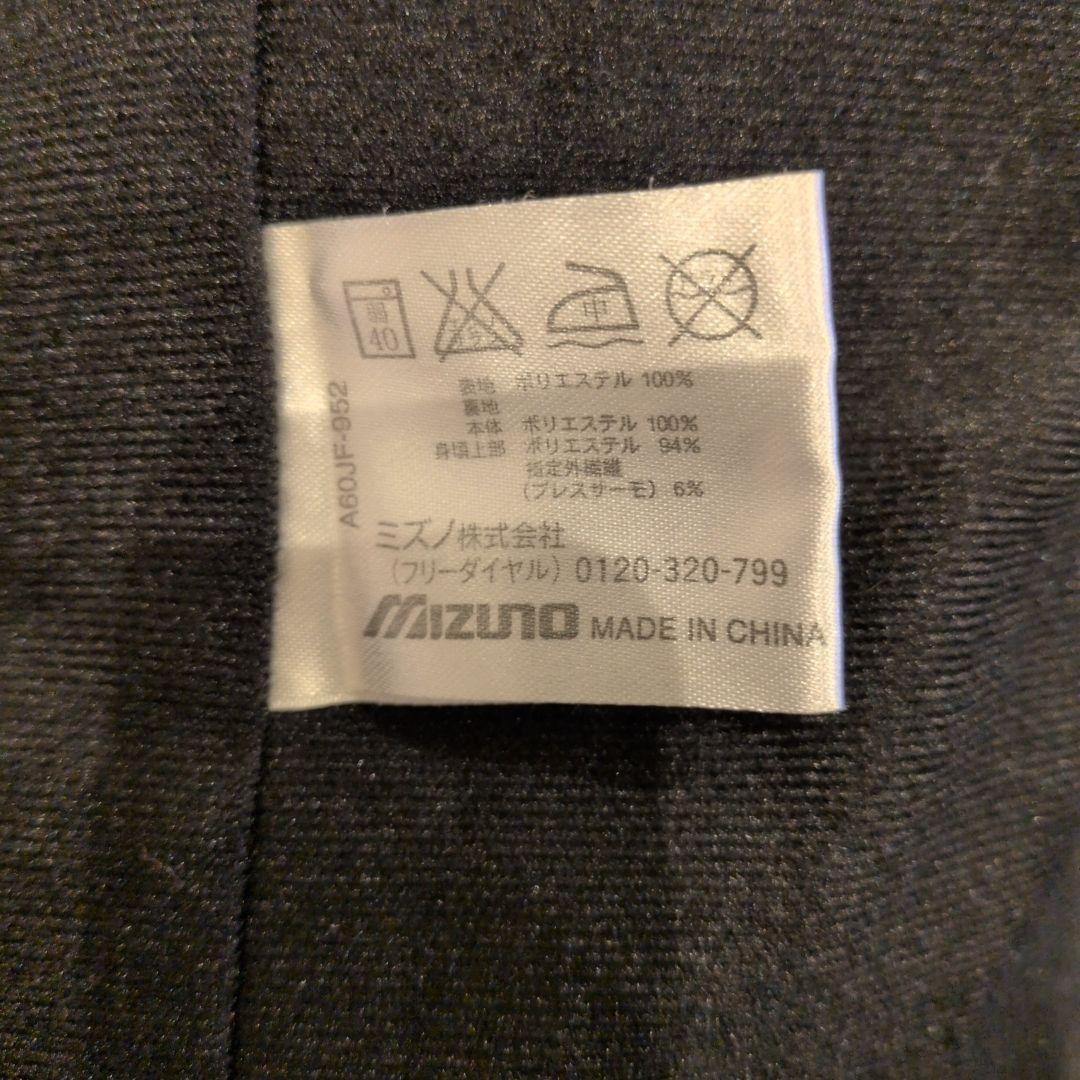 40
中
表地 ポリエステル 100%
裏地
本体 ポリエステル 100%
身頃上部 ポリエステル 94%
指定外繊維
(ブレスサーモ) 6%
A60JF-952
ミズノ株式会社
(フリーダイヤル) 0120-320-799
MIZUNO MADE IN CHINA